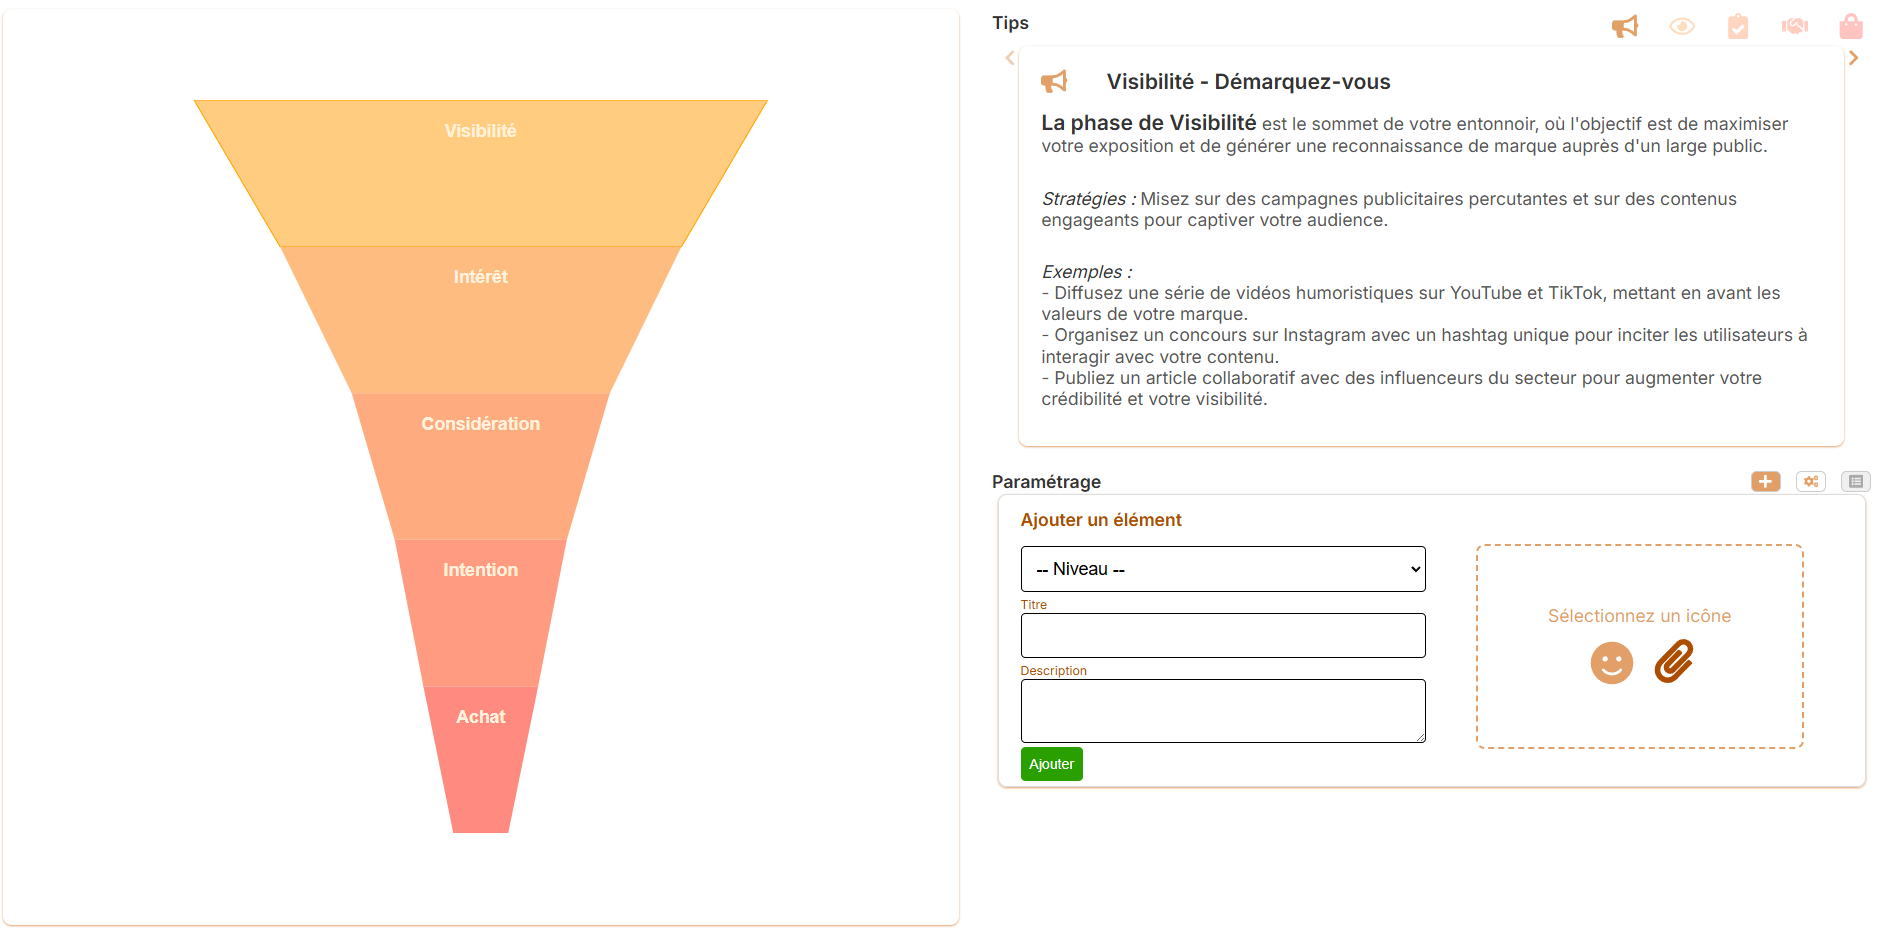 Visibilité
Intérêt
Considération
Intention
Achat
Tips
Visibilité - Démarquez-vous
La phase de Visibilité est le sommet de votre entonnoir, où l'objectif est de maximiser
votre exposition et de générer une reconnaissance de marque auprès d'un large public.
Stratégies : Misez sur des campagnes publicitaires percutantes et sur des contenus
engageants pour captiver votre audience.
Exemples :
- Diffusez une série de vidéos humoristiques sur YouTube et TikTok, mettant en avant les
valeurs de votre marque.
- Organisez un concours sur Instagram avec un hashtag unique pour inciter les utilisateurs à
interagir avec votre contenu.
- Publiez un article collaboratif avec des influenceurs du secteur pour augmenter votre
crédibilité et votre visibilité.
Paramétrage
Ajouter un élément
-- Niveau --
Titre
Description
Ajouter
Sélectionnez un icône